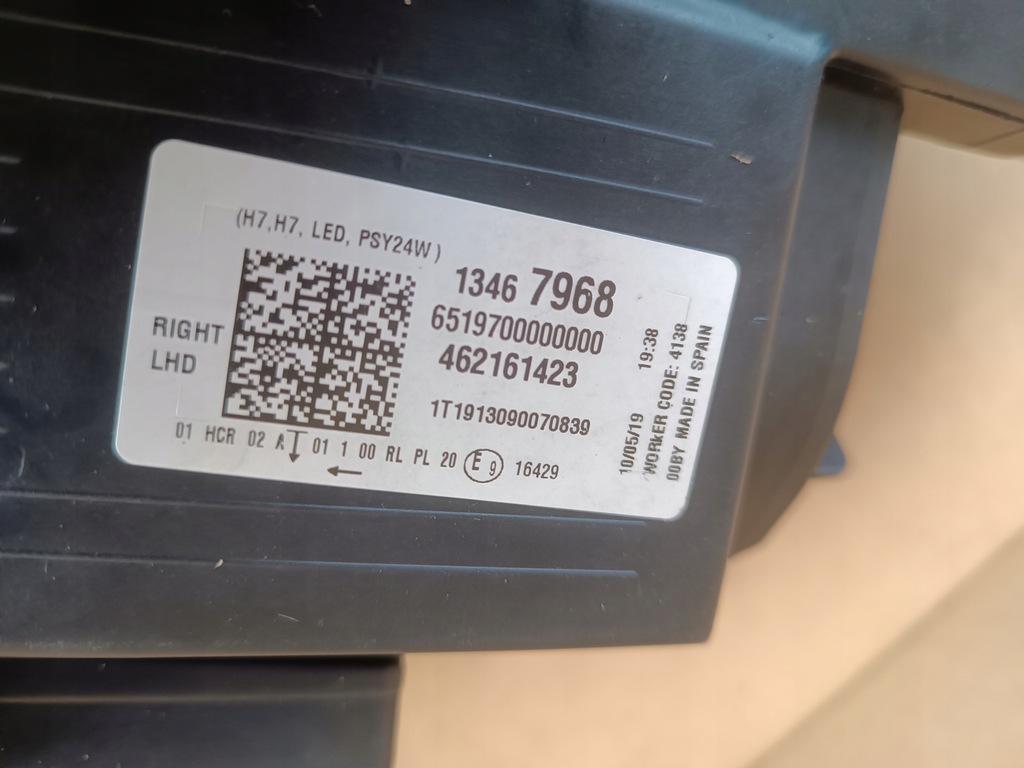 (H7,H7, LED, PSY24W)
1346 7968
6519700000000
462161423
1T1913090070839
RIGHT
LHD
01 HCR 02 A 01 1 00 RL PL 20 E9 16429
10/05/19 19:38
WORKER CODE: 4138
00BY MADE IN SPAIN